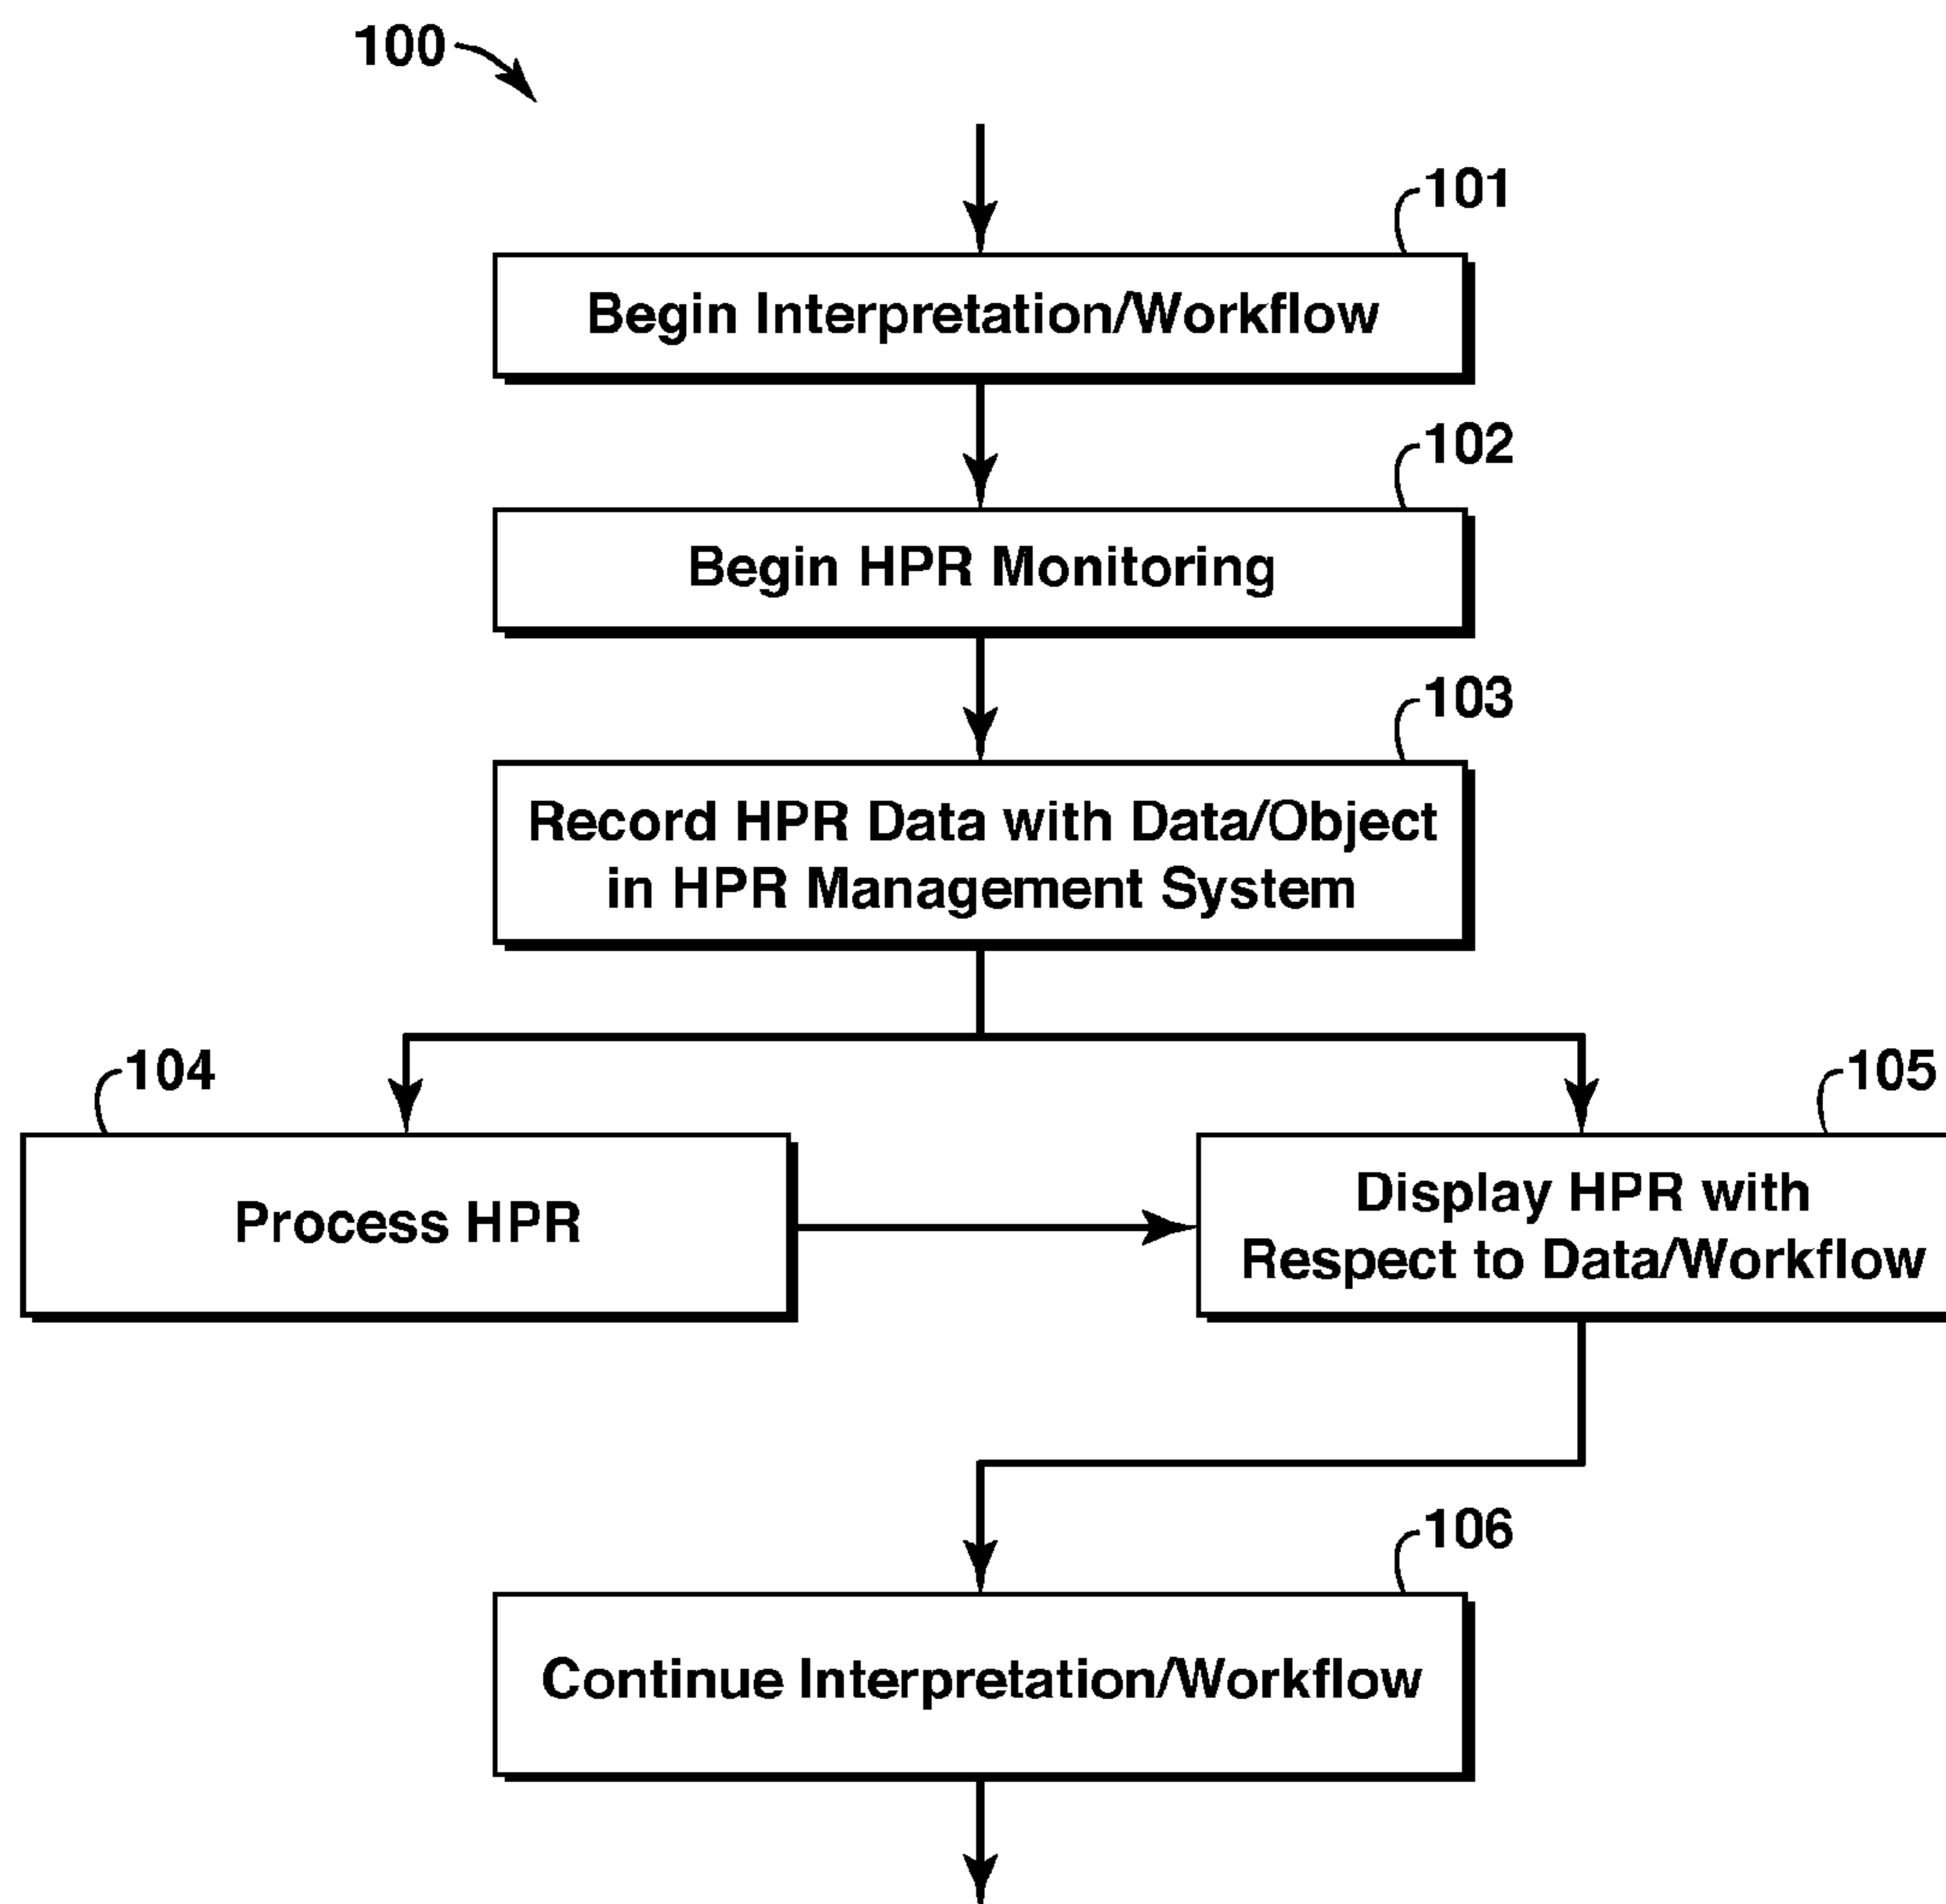 100
101
Begin Interpretation/Workflow
102
Begin HPR Monitoring
103
Record HPR Data with Data/Object
in HPR Management System
104
Process HPR
105
Display HPR with
Respect to Data/Workflow
106
Continue Interpretation/Workflow